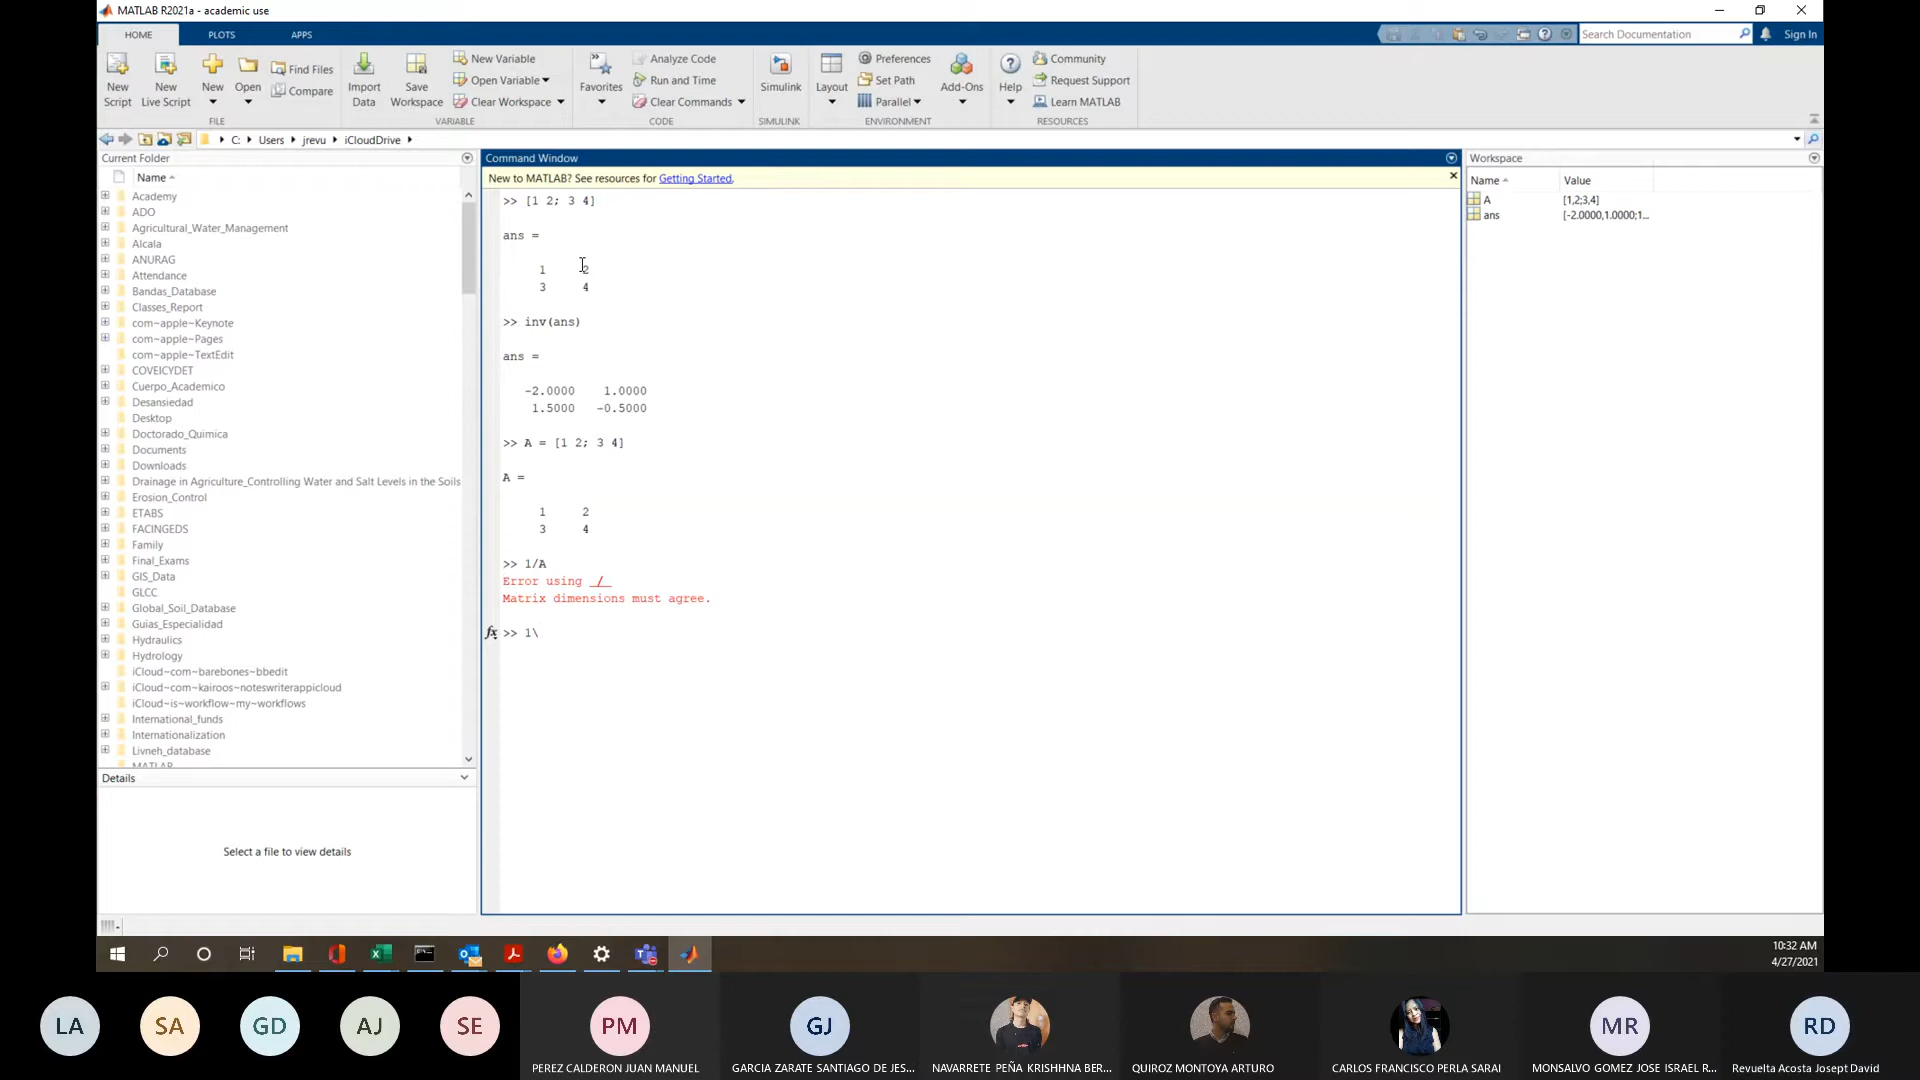 MATLAB R2021a - academic use
HOME
PLOTS
APPS
Search Documentation
Sign In
New Script
New Live Script
New
Open
Find Files
Compare
FILE
Import Data
Save Workspace
New Variable
Open Variable
Clear Workspace
VARIABLE
Favorites
Analyze Code
Run and Time
Clear Commands
CODE
Simulink
SIMULINK
Layout
Preferences
Set Path
Parallel
Add-Ons
ENVIRONMENT
Help
Community
Request Support
Learn MATLAB
RESOURCES
C: Users jrevu iCloudDrive
Current Folder
Name
Academy
ADO
Agricultural_Water_Management
Alcala
ANURAG
Attendance
Bandas_Database
Classes_Report
com~apple~Keynote
com~apple~Pages
com~apple~TextEdit
COVEICYDET
Cuerpo_Academico
Desansiedad
Desktop
Doctorado_Quimica
Documents
Downloads
Drainage in Agriculture_Controlling Water and Salt Levels in the Soils
Erosion_Control
ETABS
FACINGEDS
Family
Final_Exams
GIS_Data
GLCC
Global_Soil_Database
Guias_Especialidad
Hydraulics
Hydrology
iCloud~com~barebones~bbedit
iCloud~com~kairoos~noteswriterappicloud
iCloud~is~workflow~my~workflows
International_funds
Internationalization
Livneh_database
MATLAB
Details
Select a file to view details
Command Window
New to MATLAB? See resources for Getting Started.
>> [1 2; 3 4]
ans =
1 2
3 4
>> inv(ans)
ans =
-2.0000 1.0000
1.5000 -0.5000
>> A = [1 2; 3 4]
A =
1 2
3 4
>> 1/A
Error using /
Matrix dimensions must agree.
fx >> 1\
Workspace
Name Value
A [1,2;3,4]
ans [-2.0000,1.0000;1...
10:32 AM
4/27/2021
LA
SA
GD
AJ
SE
PM
PEREZ CALDERON JUAN MANUEL
GJ
GARCIA ZARATE SANTIAGO DE JES...
NAVARRETE PEÑA KRISHHNA BER...
QUIROZ MONTOYA ARTURO
CARLOS FRANCISCO PERLA SARAI
MR
MONSALVO GOMEZ JOSE ISRAEL R...
RD
Revuelta Acosta Josept David